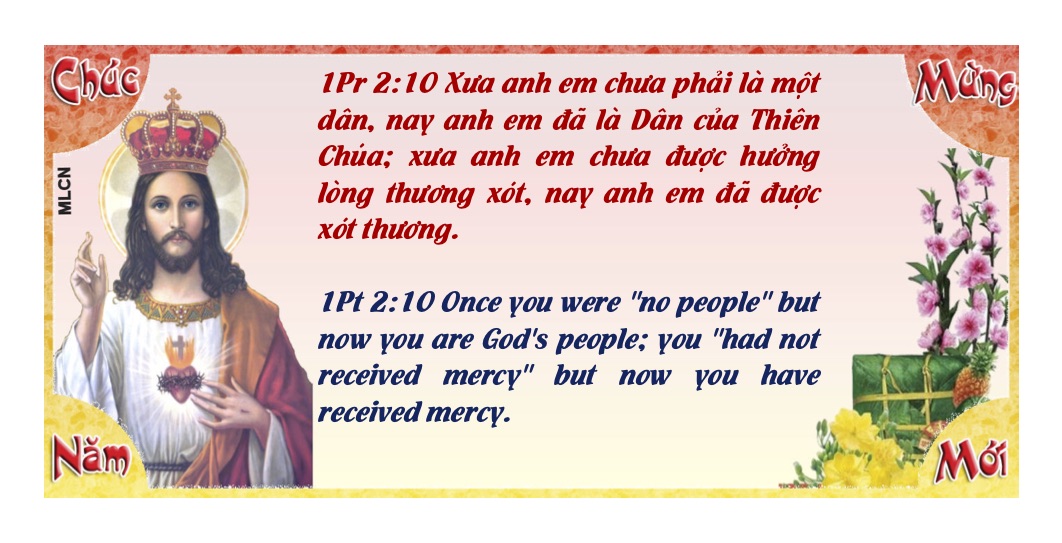 Chúc
Mừng
MLCN
1Pr 2:10 Xưa anh em chưa phải là một
dân, nay anh em đã là Dân của Thiên
Chúa; xưa anh em chưa được hưởng
lòng thương xót, nay anh em đã được
xót thương.
1Pt 2:10 Once you were "no people" but
now you are God's people; you "had not
received mercy" but now you have
received mercy.
Năm
Mới